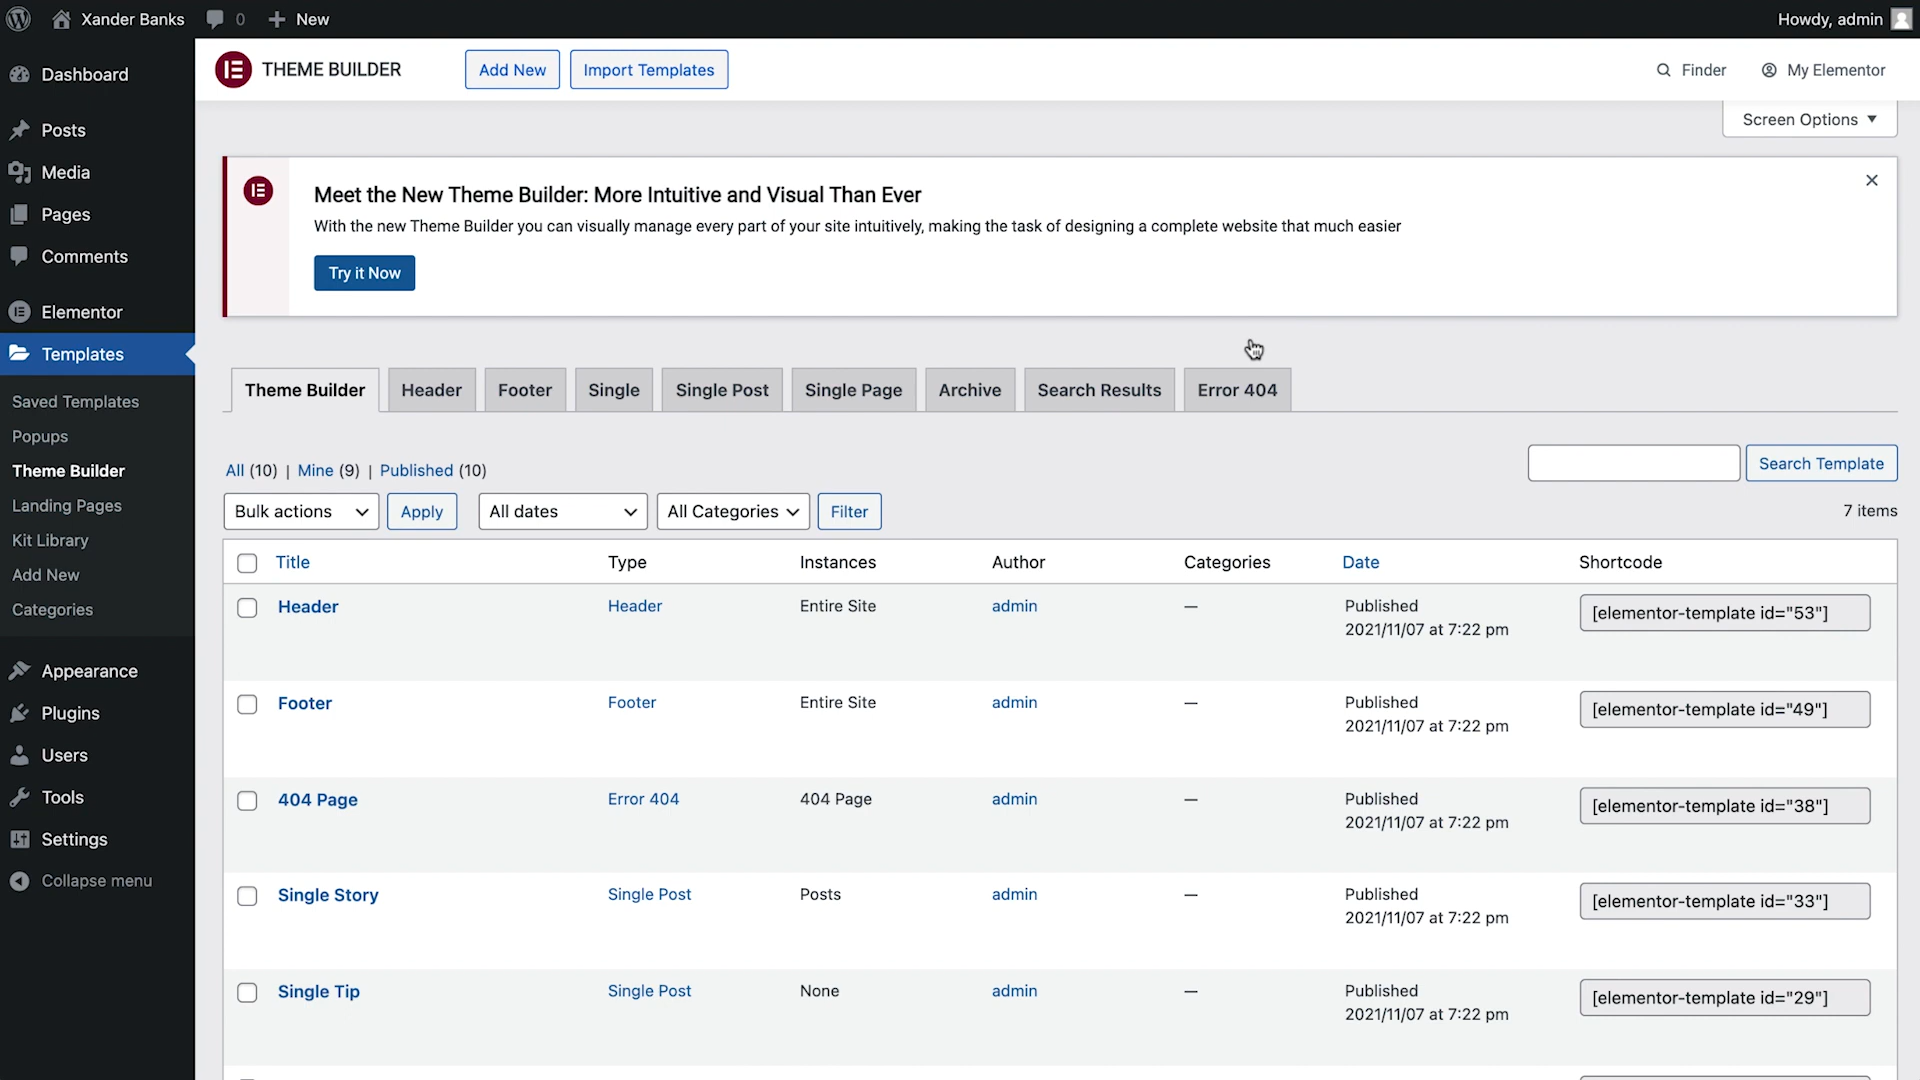 Xander Banks
0
New
Howdy, admin
THEME BUILDER
Add New
Import Templates
Finder
My Elementor
Screen Options
Dashboard
Posts
Media
Pages
Comments
Elementor
Templates
Saved Templates
Popups
Theme Builder
Landing Pages
Kit Library
Add New
Categories
Appearance
Plugins
Users
Tools
Settings
Collapse menu
Meet the New Theme Builder: More Intuitive and Visual Than Ever
With the new Theme Builder you can visually manage every part of your site intuitively, making the task of designing a complete website that much easier
Try it Now
Theme Builder
Header
Footer
Single
Single Post
Single Page
Archive
Search Results
Error 404
All (10) | Mine (9) | Published (10)
Search Template
Bulk actions
Apply
All dates
All Categories
Filter
7 items
Title Type Instances Author Categories Date Shortcode
Header Header Entire Site admin — Published [elementor-template id="53"]
2021/11/07 at 7:22 pm
Footer Footer Entire Site admin — Published [elementor-template id="49"]
2021/11/07 at 7:22 pm
404 Page Error 404 404 Page admin — Published [elementor-template id="38"]
2021/11/07 at 7:22 pm
Single Story Single Post Posts admin — Published [elementor-template id="33"]
2021/11/07 at 7:22 pm
Single Tip Single Post None admin — Published [elementor-template id="29"]
2021/11/07 at 7:22 pm